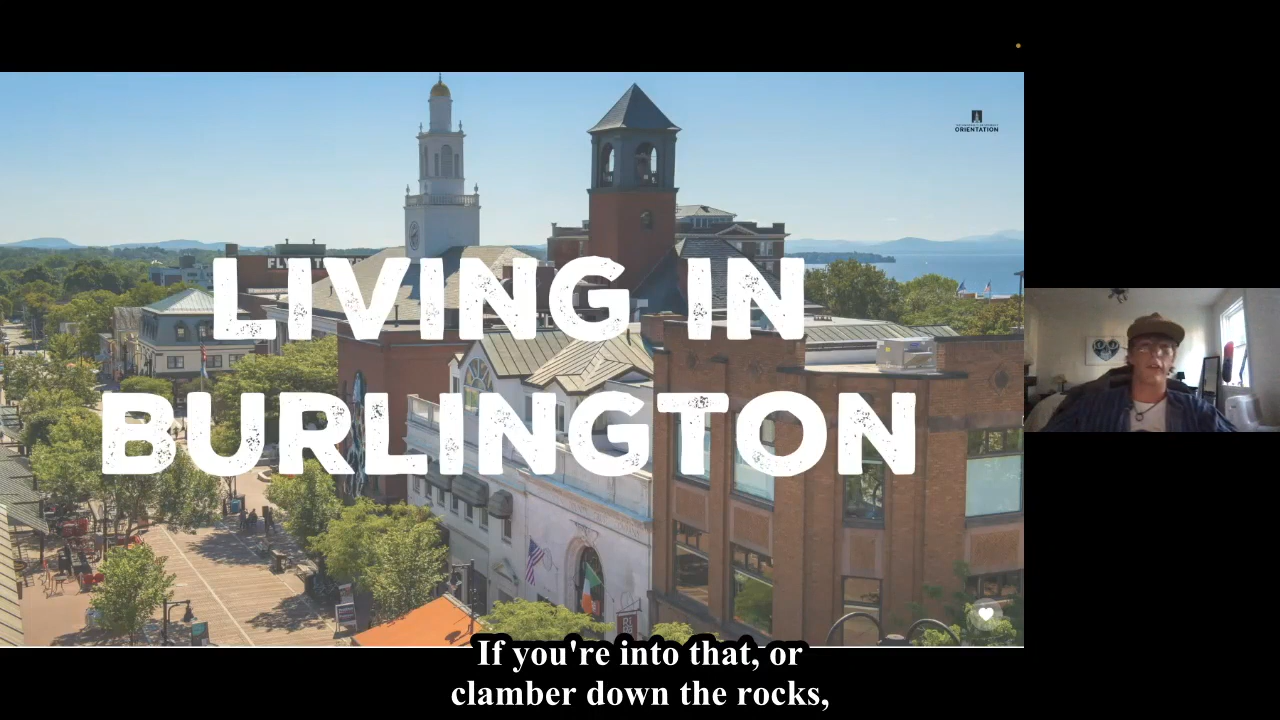 ORIENTATION
LIVING IN
BURLINGTON
If you're into that, or
clamber down the rocks,